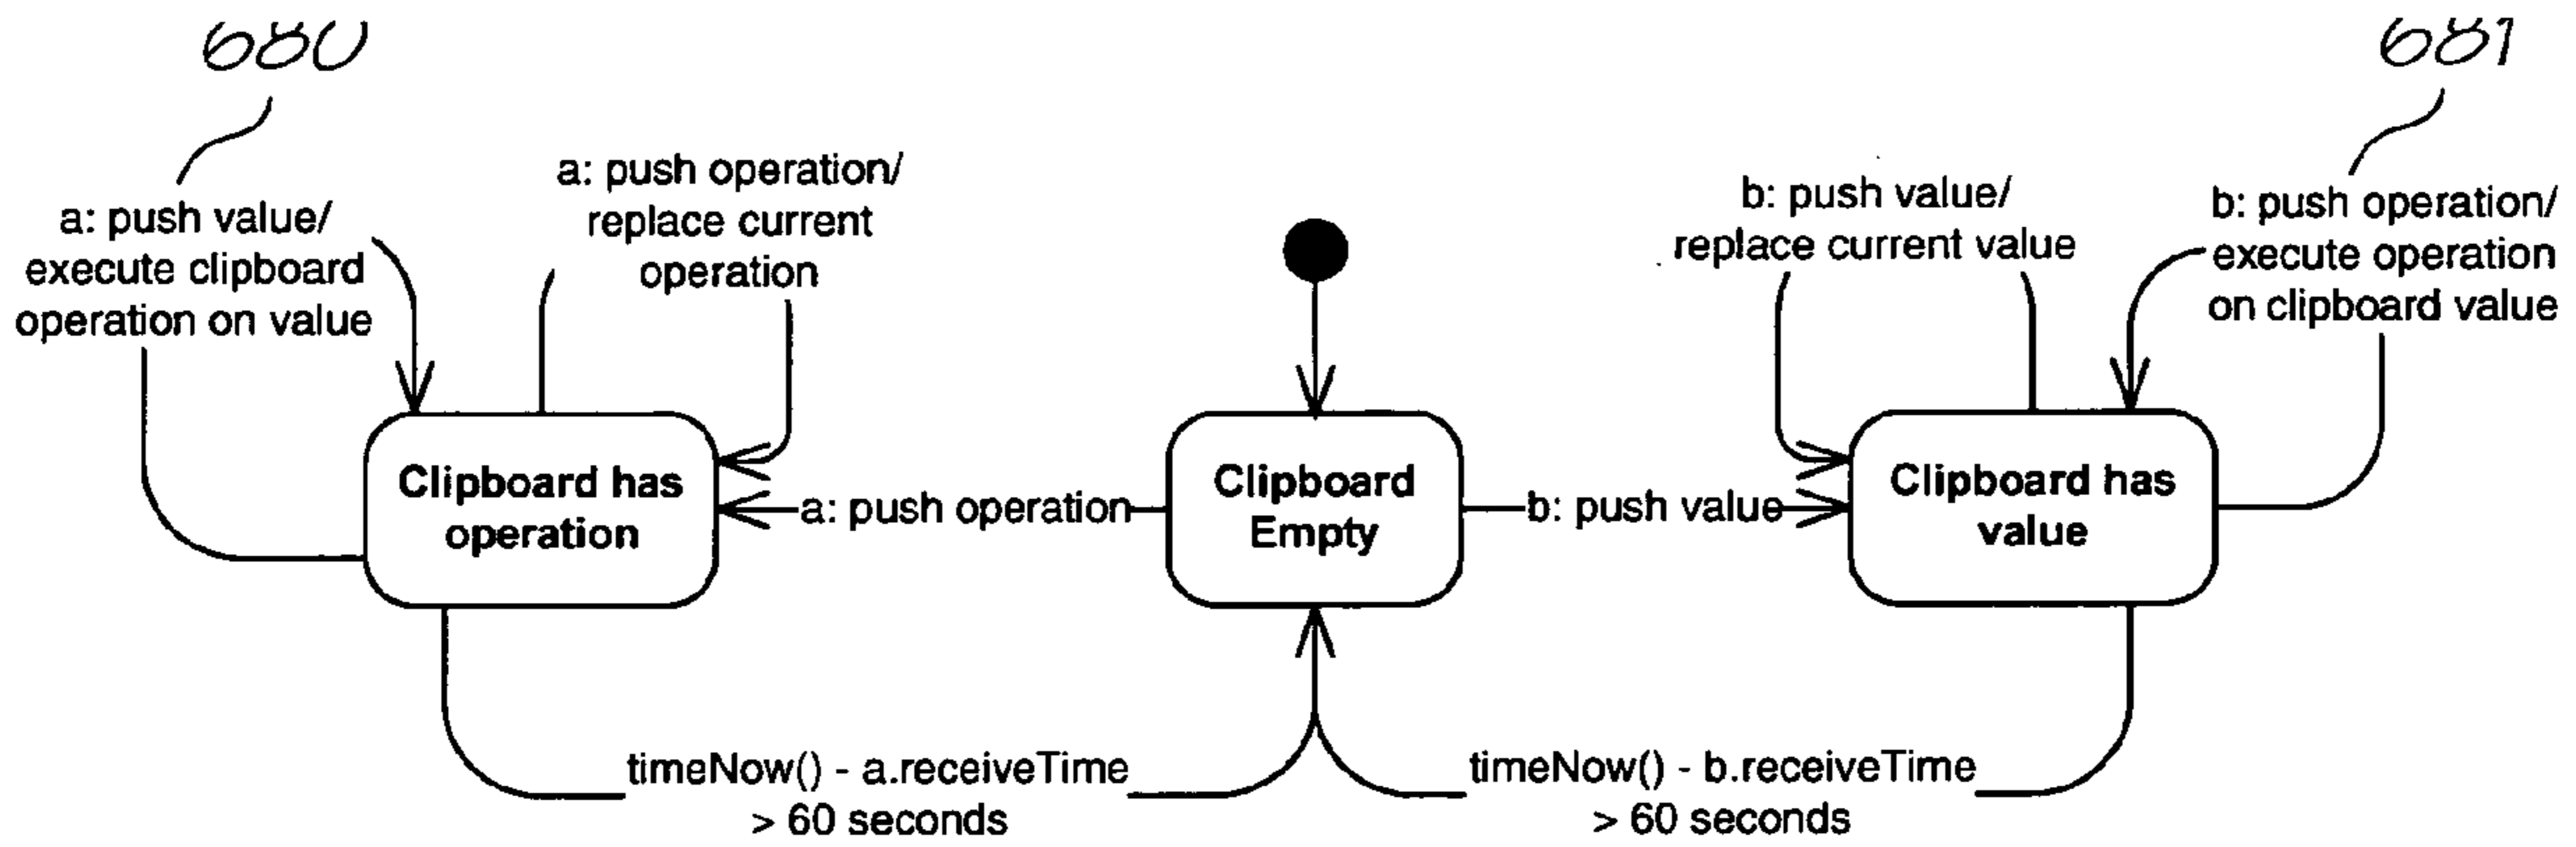 680
681
a: push value/
execute clipboard
operation on value
a: push operation/
replace current
operation
b: push value/
replace current value
b: push operation/
execute operation
on clipboard value
Clipboard has
operation
a: push operation
Clipboard
Empty
b: push value
Clipboard has
value
timeNow() - a.receiveTime
> 60 seconds
timeNow() - b.receiveTime
> 60 seconds